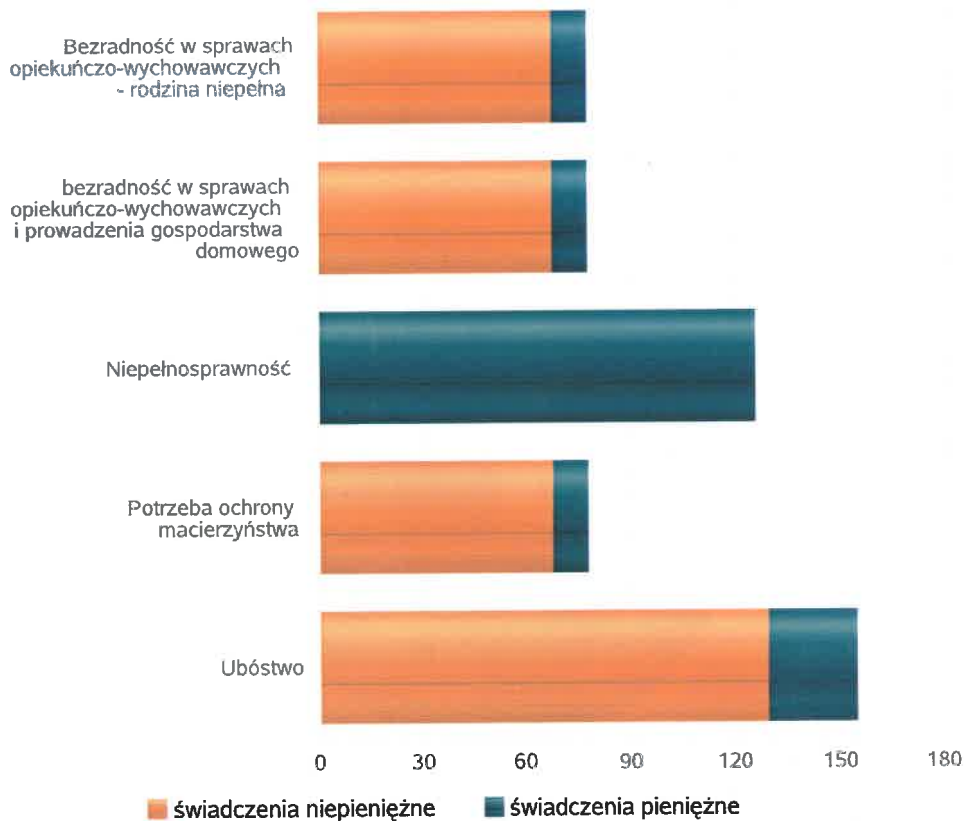 Bezradność w sprawach
opiekuńczo-wychowawczych
- rodzina niepełna
bezradność w sprawach
opiekuńczo-wychowawczych
i prowadzenia gospodarstwa
domowego
Niepełnosprawność
Potrzeba ochrony
macierzyństwa
Ubóstwo
0 30 60 90 120 150 180
świadczenia niepieniężne świadczenia pieniężne